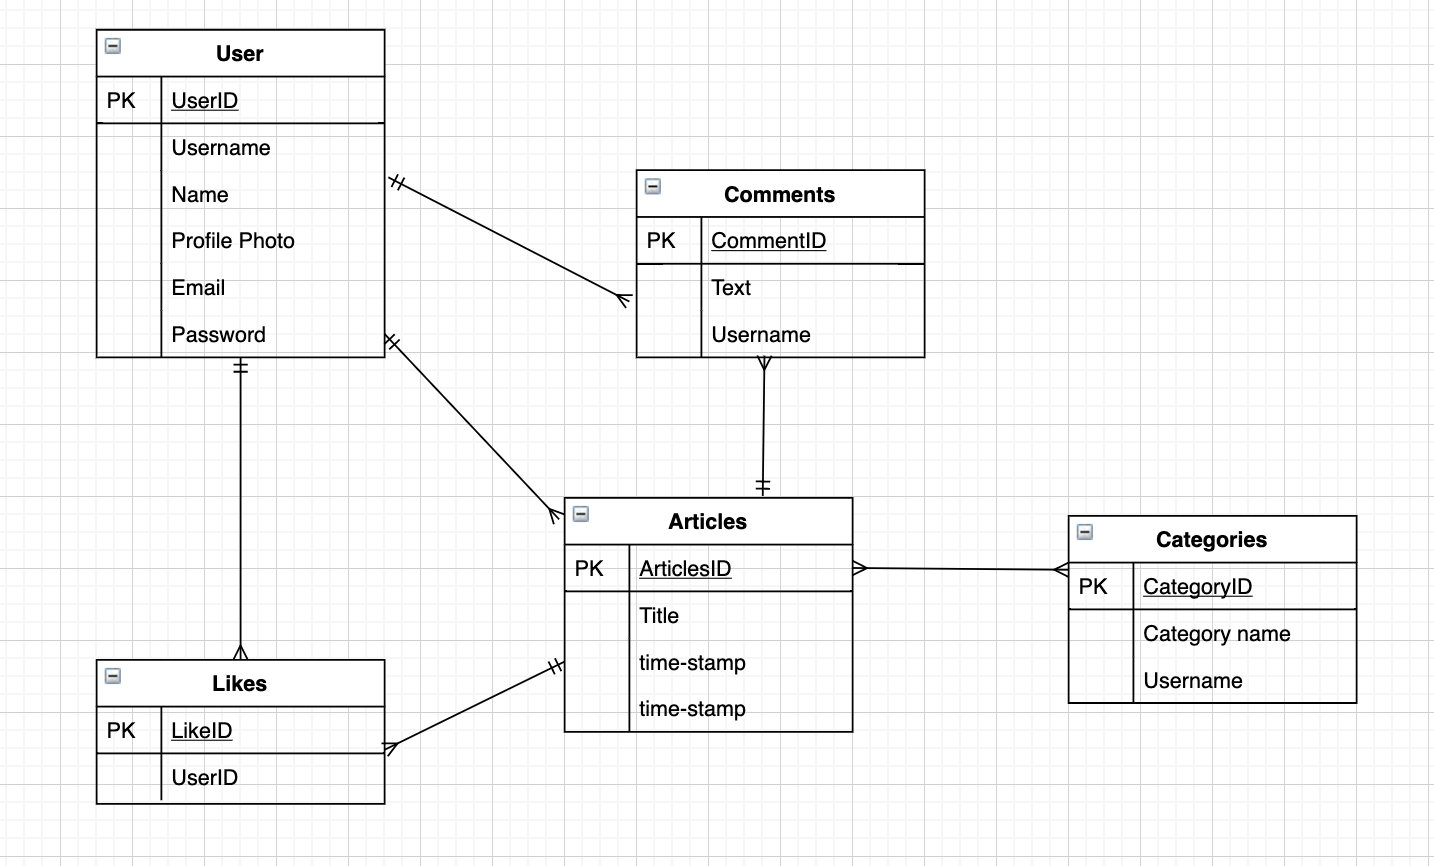 User
PK UserID
Username
Name
Profile Photo
Email
Password
Comments
PK CommentID
Text
Username
Articles
PK ArticlesID
Title
time-stamp
time-stamp
Categories
PK CategoryID
Category name
Username
Likes
PK LikeID
UserID